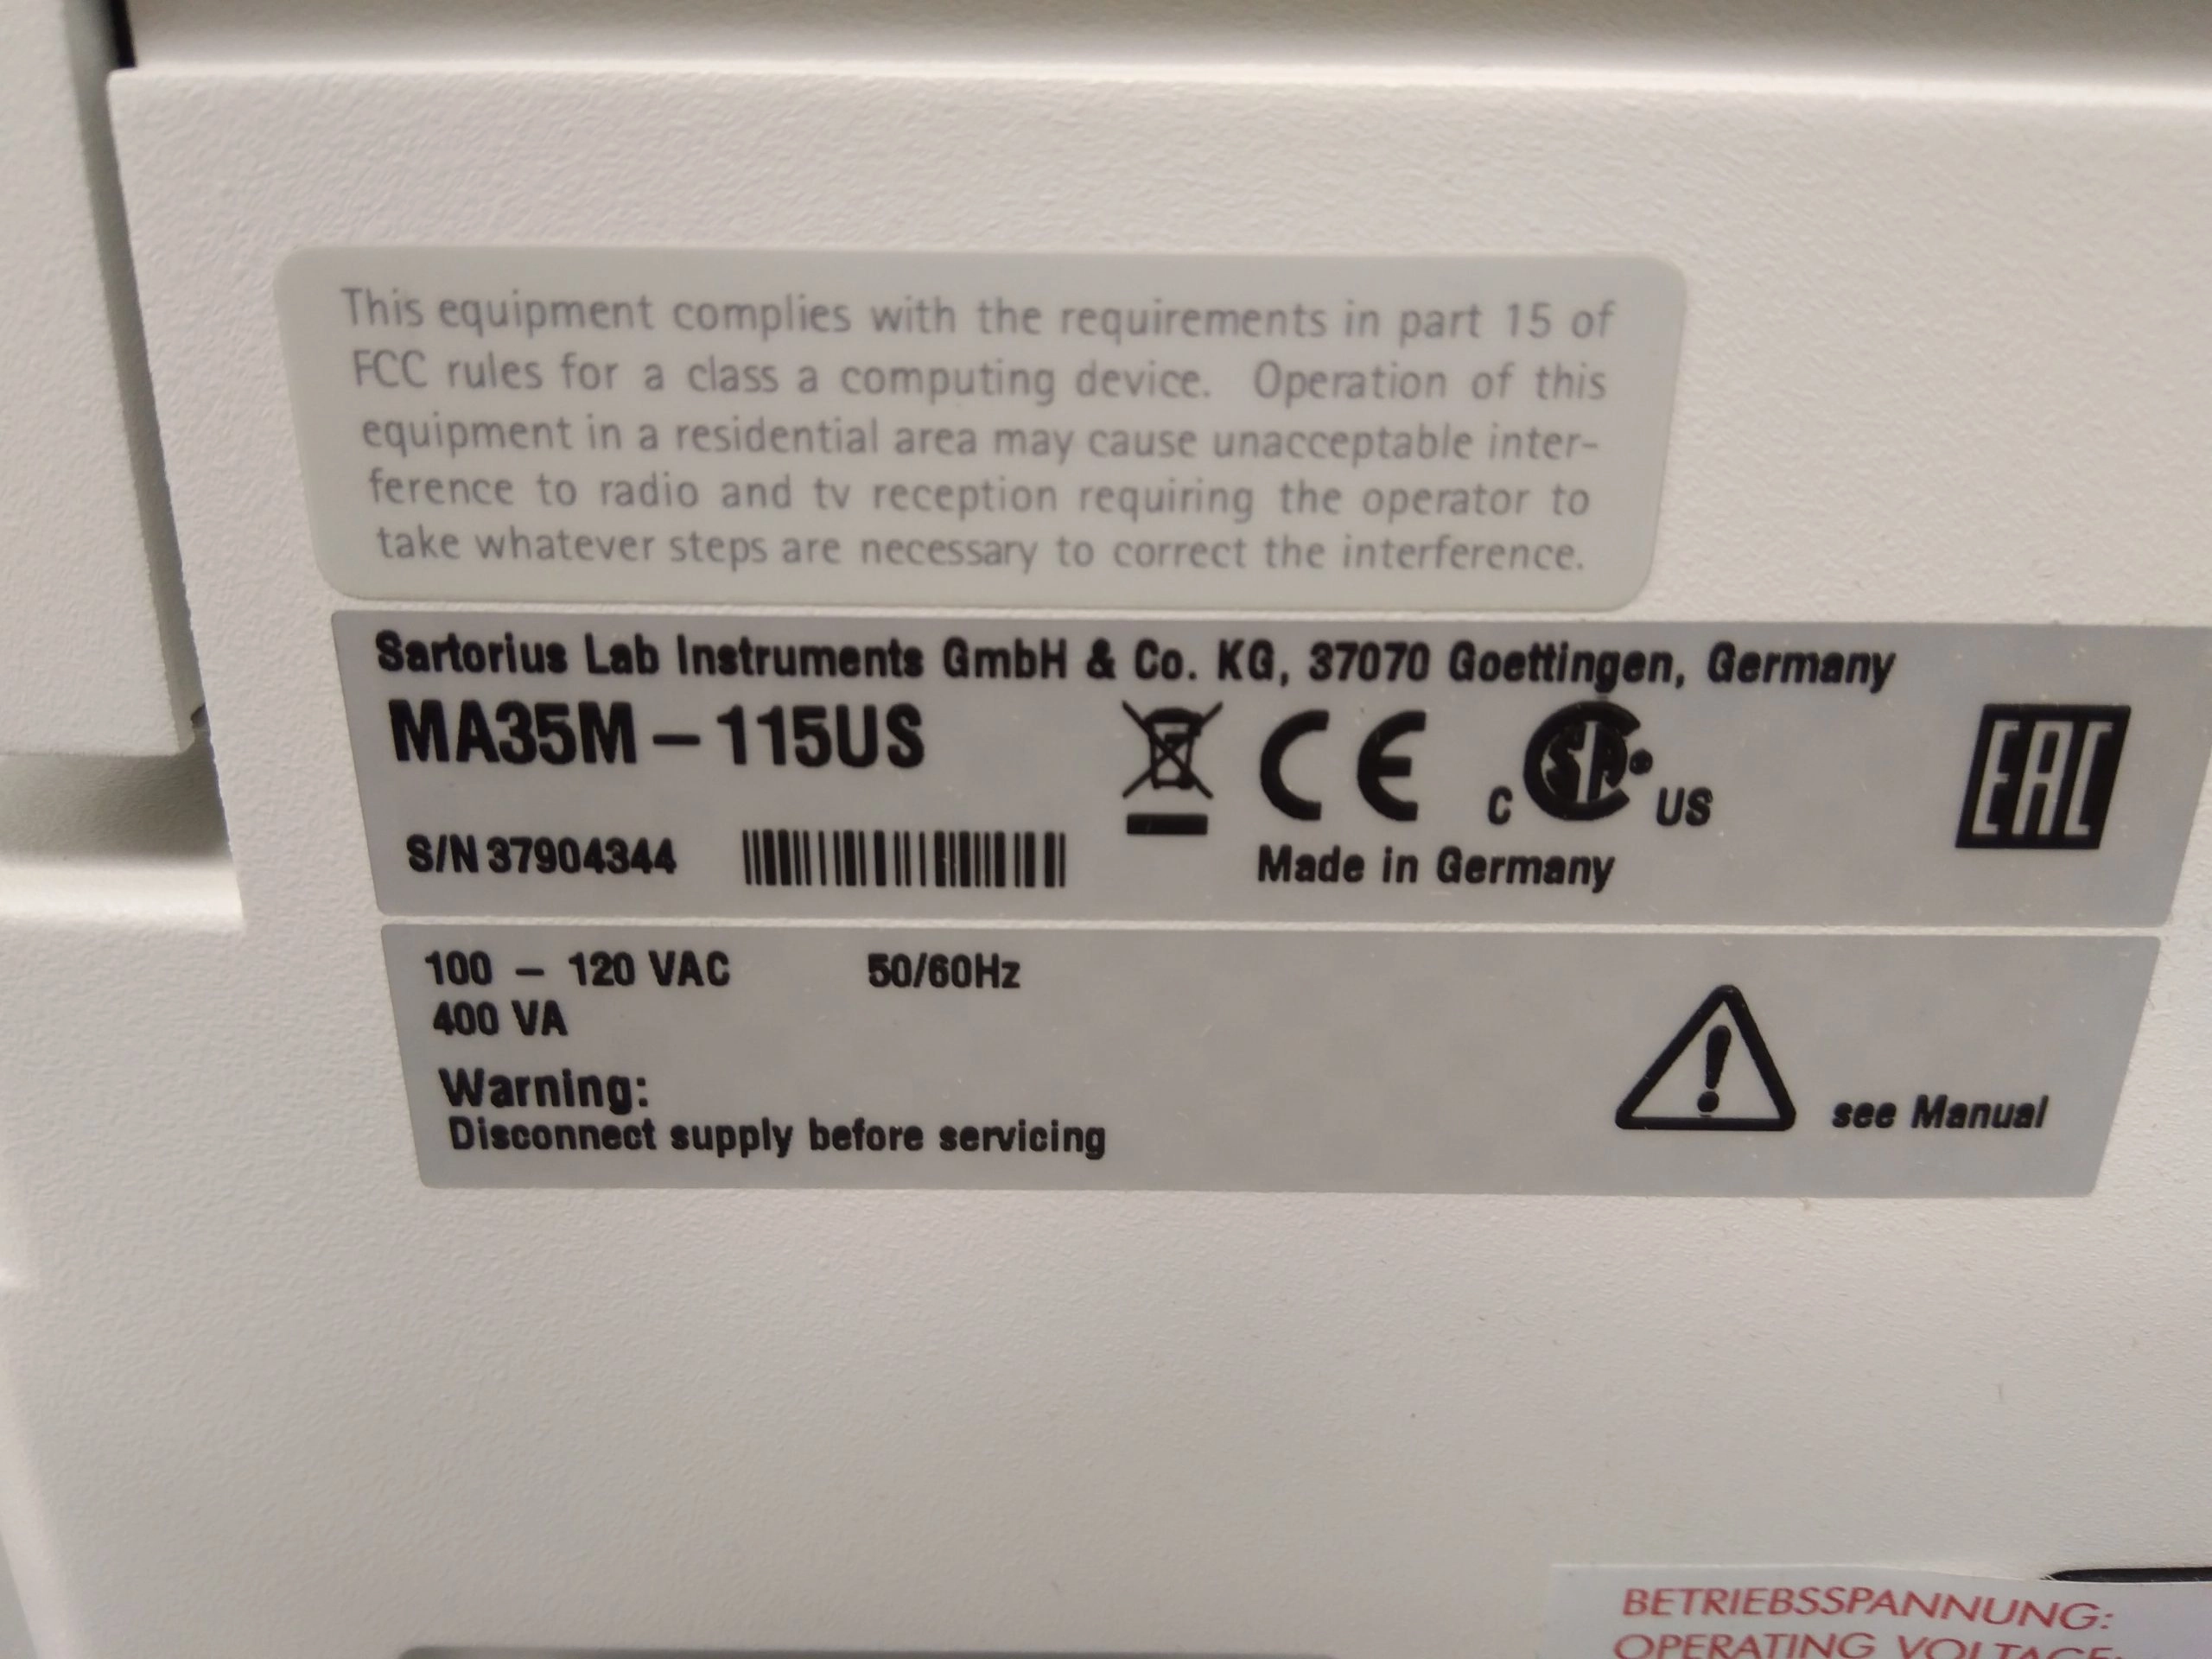 This equipment complies with the requirements in part 15 of
FCC rules for a class a computing device. Operation of this
equipment in a residential area may cause unacceptable inter-
ference to radio and tv reception requiring the operator to
take whatever steps are necessary to correct the interference.
Sartorius Lab Instruments GmbH & Co. KG, 37070 Goettingen, Germany
MA35M – 115US
CE
C SA US
EAC
S/N 37904344
Made in Germany
100 – 120 VAC 50/60Hz
400 VA
Warning:
Disconnect supply before servicing
see Manual
BETRIEBSSPANNUNG:
OPERATING VOLTAGE: